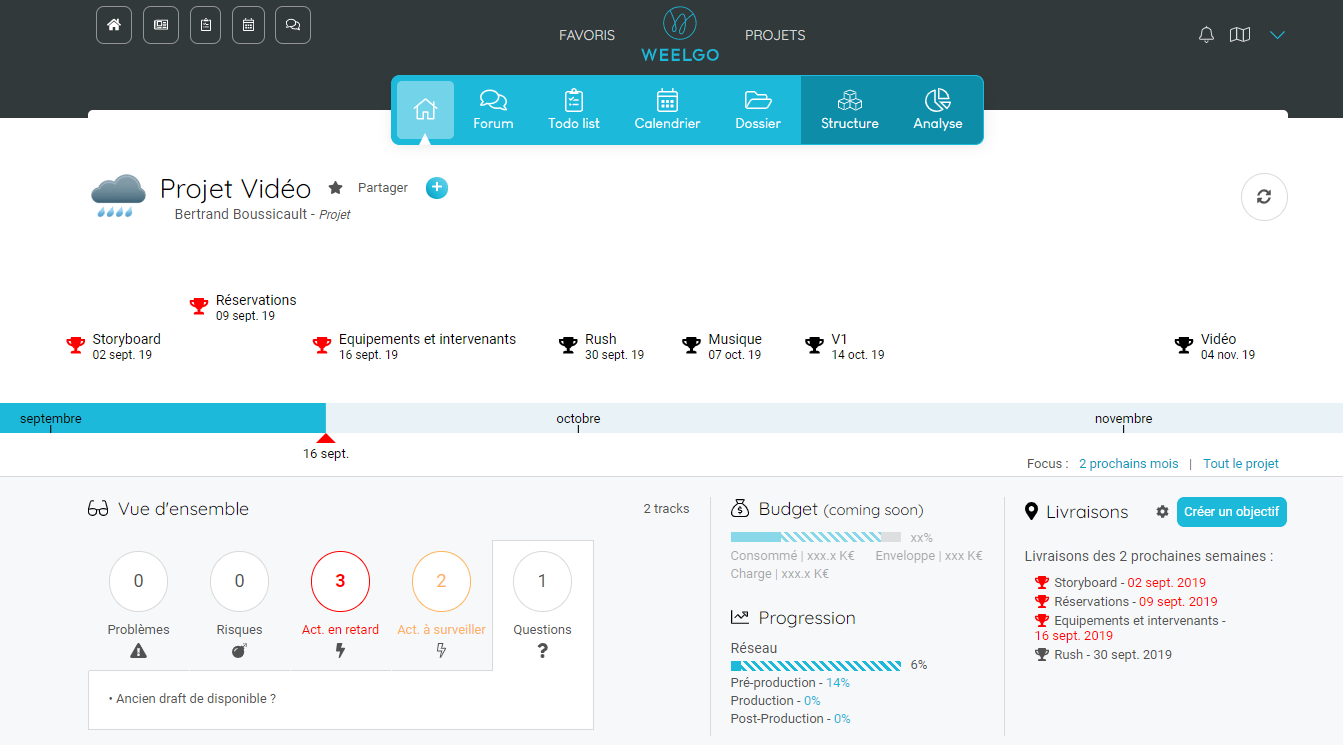 FAVORIS
WEELGO
PROJETS
Forum
Todo list
Calendrier
Dossier
Structure
Analyse
Projet Vidéo
Partager
Bertrand Boussicault - Projet
Réservations
09 sept. 19
Storyboard
02 sept. 19
Equipements et intervenants
16 sept. 19
Rush
30 sept. 19
Musique
07 oct. 19
V1
14 oct. 19
Vidéo
04 nov. 19
septembre
octobre
novembre
16 sept.
Focus : 2 prochains mois | Tout le projet
Vue d'ensemble
2 tracks
0
Problèmes
0
Risques
3
Act. en retard
2
Act. à surveiller
1
Questions
?
• Ancien draft de disponible ?
Budget (coming soon)
xx%
Consommé | xxx.x K€ Enveloppe | xxx K€
Charge | xxx.x K€
Progression
Réseau
6%
Pré-production - 14%
Production - 0%
Post-Production - 0%
Livraisons
Créer un objectif
Livraisons des 2 prochaines semaines :
Storyboard - 02 sept. 2019
Réservations - 09 sept. 2019
Equipements et intervenants -
16 sept. 2019
Rush - 30 sept. 2019